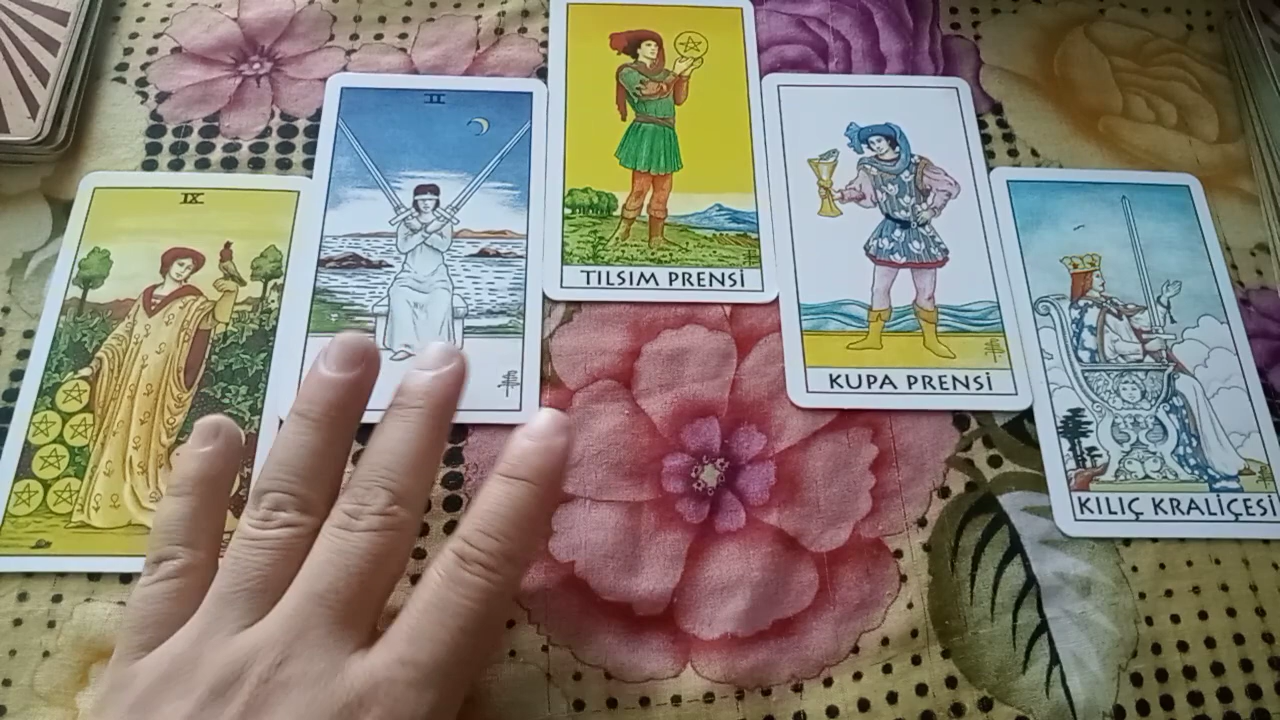 IX
II
TILSIM PRENSİ
KUPA PRENSİ
KILIÇ KRALİÇESİ